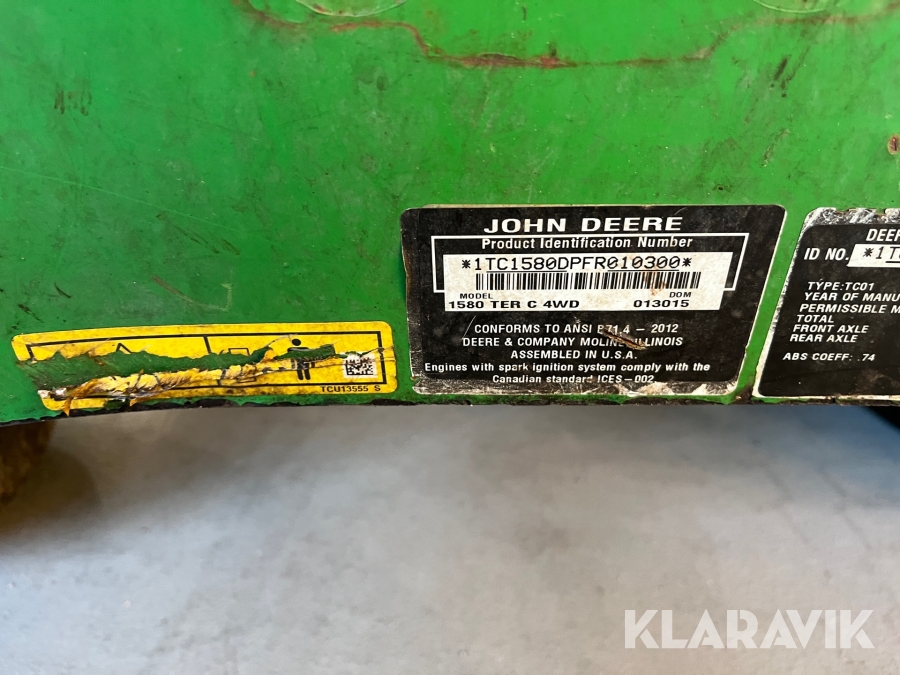 JOHN DEERE
Product Identification Number
*1TC1580DPFR010300*
MODEL DOM
1580 TER C 4WD 013015
CONFORMS TO ANSI B71.4 - 2012
DEERE & COMPANY MOLINE, ILLINOIS
ASSEMBLED IN U.S.A.
Engines with spark ignition system comply with the
Canadian standard ICES-002
TCU13555 S
DEER
ID NO. *1T
TYPE:TC01
YEAR OF MANU
PERMISSIBLE M
TOTAL
FRONT AXLE
REAR AXLE
ABS COEFF: .74
KLARAVIK